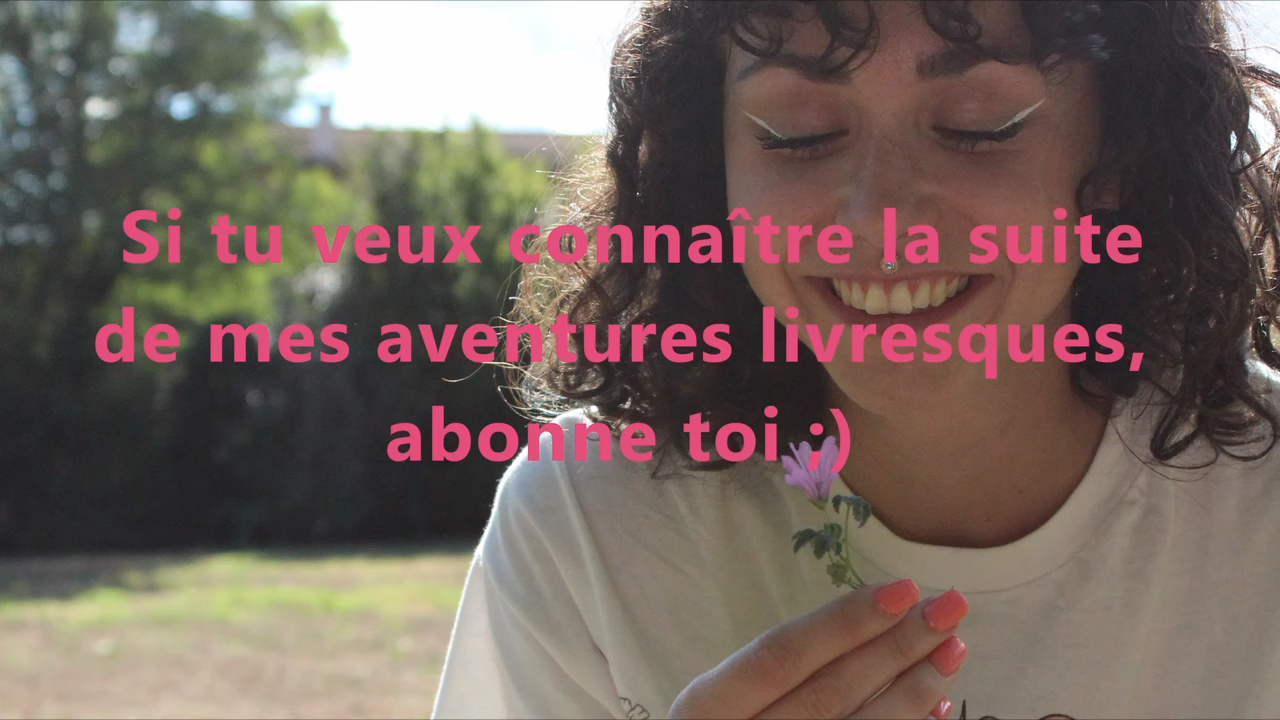 Si tu veux connaître la suite
de mes aventures livresques,
abonne toi ;)